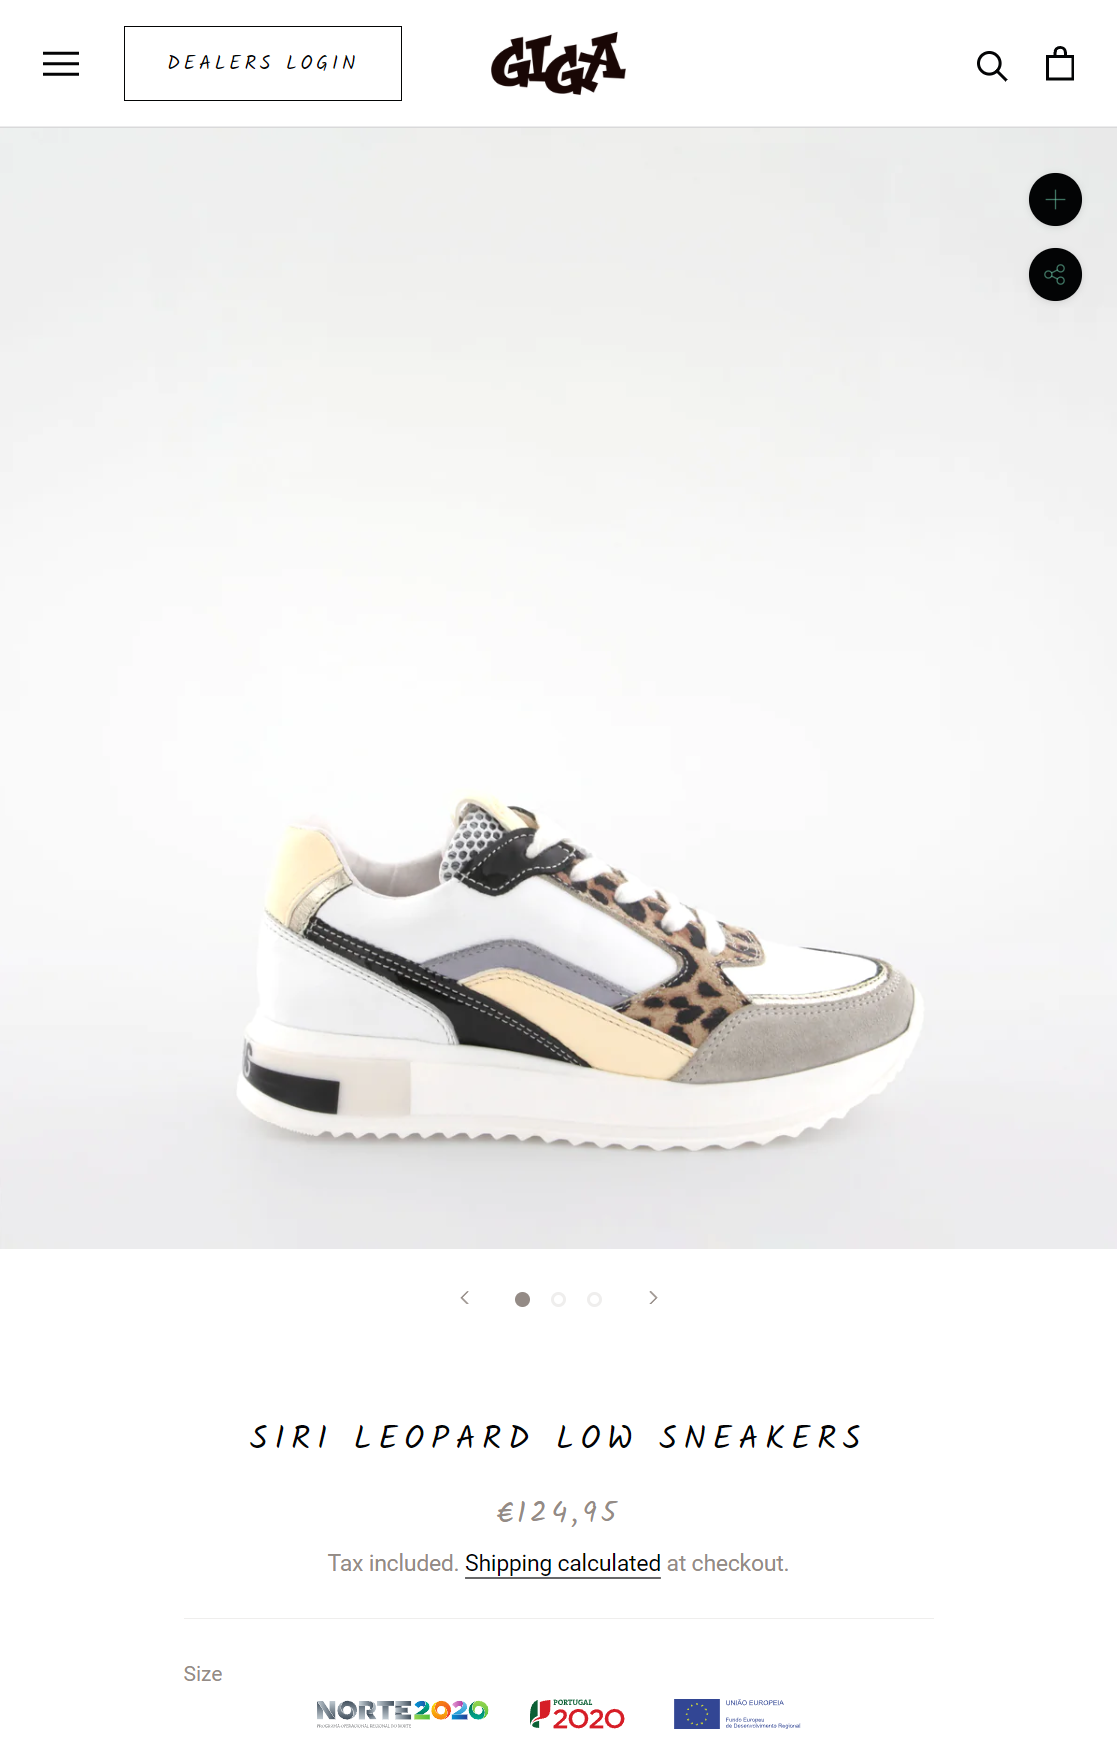 DEALERS LOGIN
GIGA
SIRI LEOPARD LOW SNEAKERS
€124,95
Tax included. Shipping calculated at checkout.
Size
NORTE2020
PROGRAMA OPERACIONAL REGIONAL DO NORTE
PORTUGAL
2020
UNIÃO EUROPEIA
Fundo Europeu
de Desenvolvimento Regional